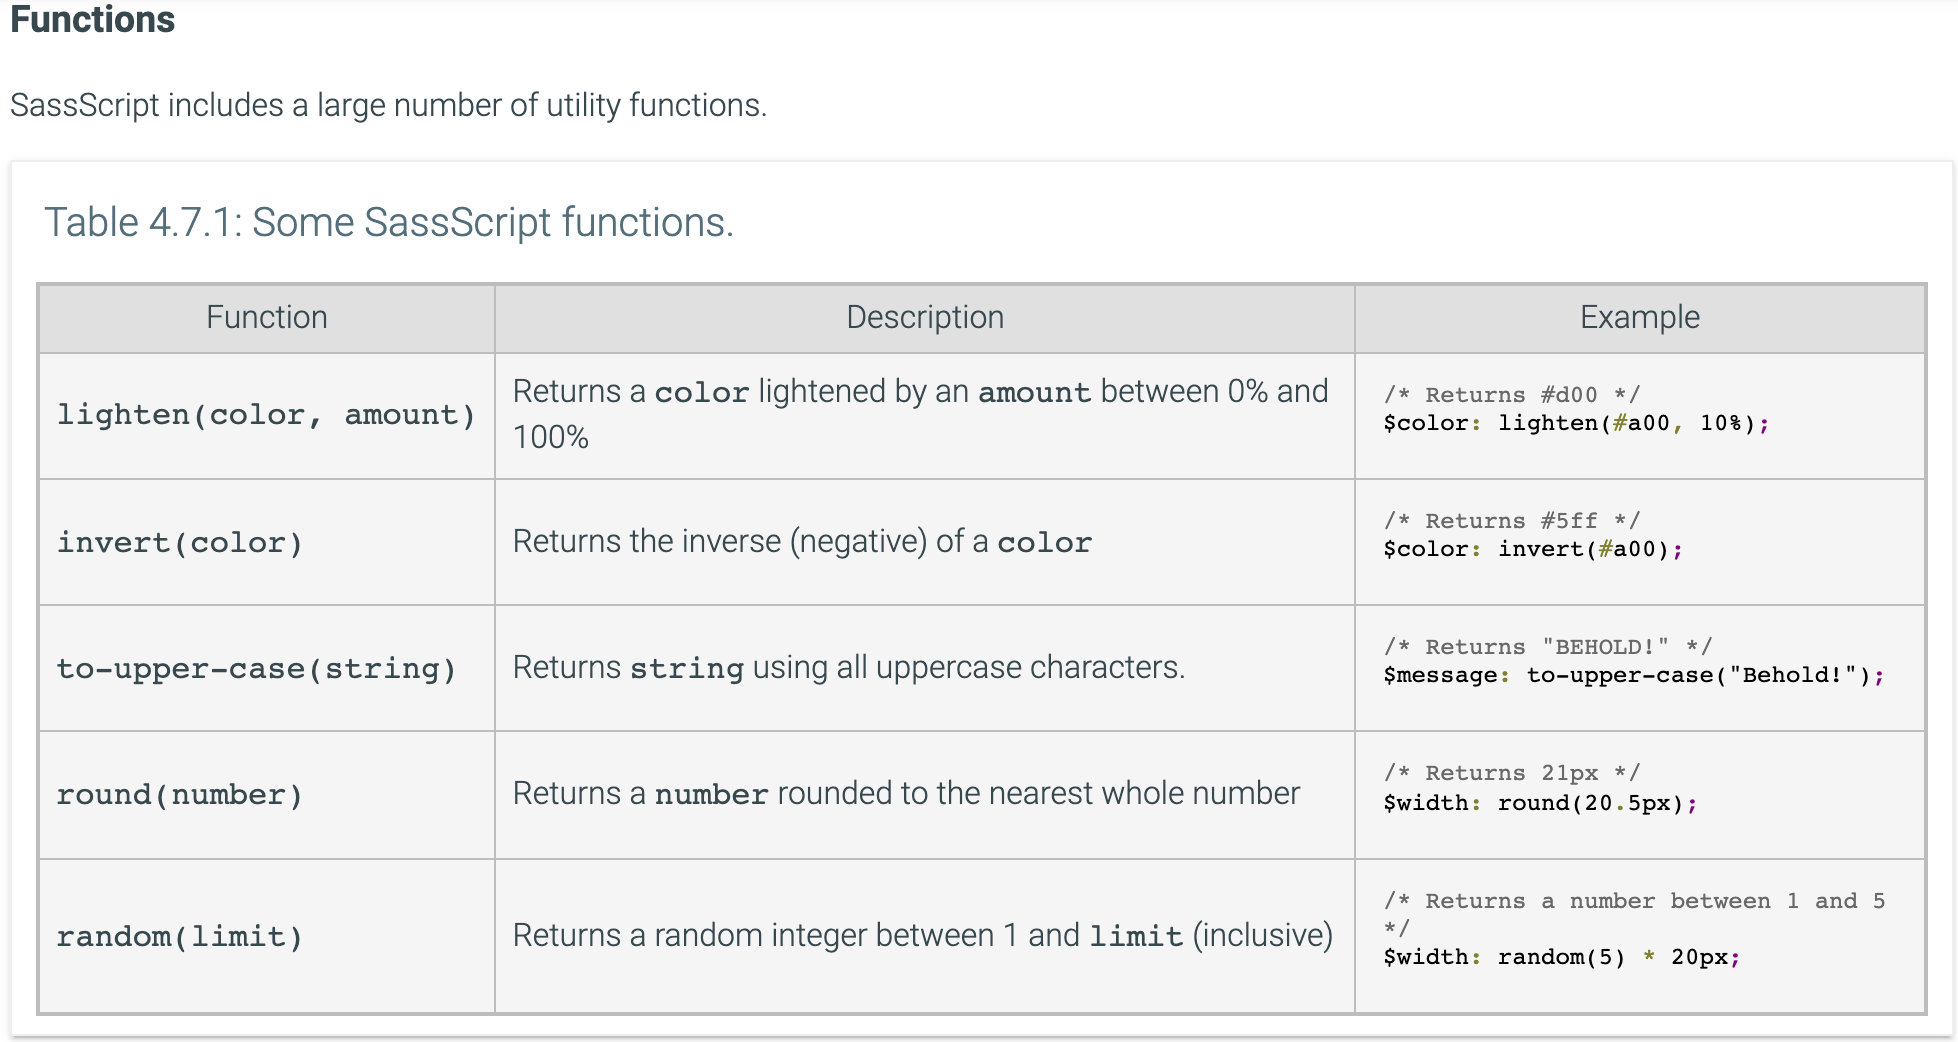 Functions
SassScript includes a large number of utility functions.
Table 4.7.1: Some SassScript functions.
Function
Description
Example
lighten(color, amount)
Returns a color lightened by an amount between 0% and
100%
/* Returns #d00 */
$color: lighten(#a00, 10%);
invert(color)
Returns the inverse (negative) of a color
/* Returns #5ff */
$color: invert(#a00);
to-upper-case(string)
Returns string using all uppercase characters.
/* Returns "BEHOLD!" */
$message: to-upper-case("Behold!");
round(number)
Returns a number rounded to the nearest whole number
/* Returns 21px */
$width: round(20.5px);
random(limit)
Returns a random integer between 1 and limit (inclusive)
/* Returns a number between 1 and 5
*/
$width: random(5) * 20px;